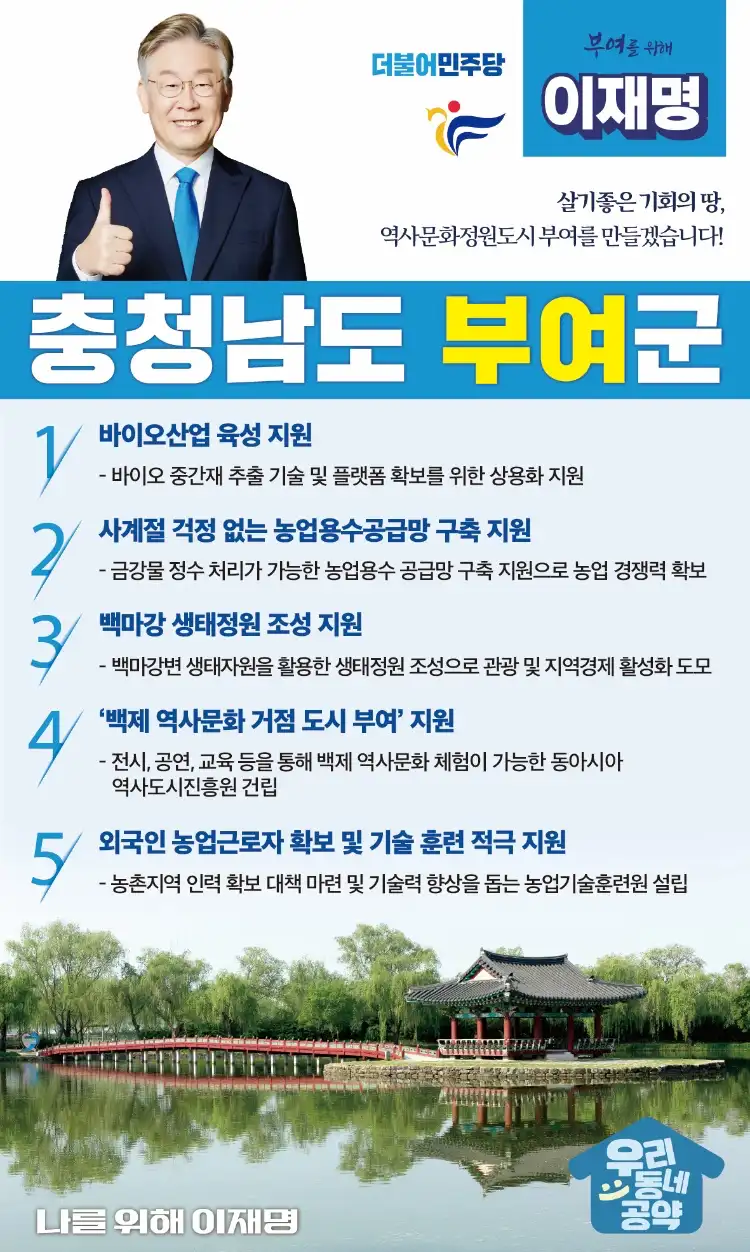 더불어민주당
부여를 위해
이재명
살기좋은 기회의 땅,
역사문화정원도시 부여를 만들겠습니다!
충청남도 부여군
1 바이오산업 육성 지원
- 바이오 중간재 추출 기술 및 플랫폼 확보를 위한 상용화 지원
2 사계절 걱정 없는 농업용수공급망 구축 지원
- 금강물 정수 처리가 가능한 농업용수 공급망 구축 지원으로 농업 경쟁력 확보
3 백마강 생태정원 조성 지원
- 백마강변 생태자원을 활용한 생태정원 조성으로 관광 및 지역경제 활성화 도모
4 ‘백제 역사문화 거점 도시 부여’ 지원
- 전시, 공연, 교육 등을 통해 백제 역사문화 체험이 가능한 동아시아
역사도시진흥원 건립
5 외국인 농업근로자 확보 및 기술 훈련 적극 지원
- 농촌지역 인력 확보 대책 마련 및 기술력 향상을 돕는 농업기술훈련원 설립
우리
동네
공약
나를 위해 이재명